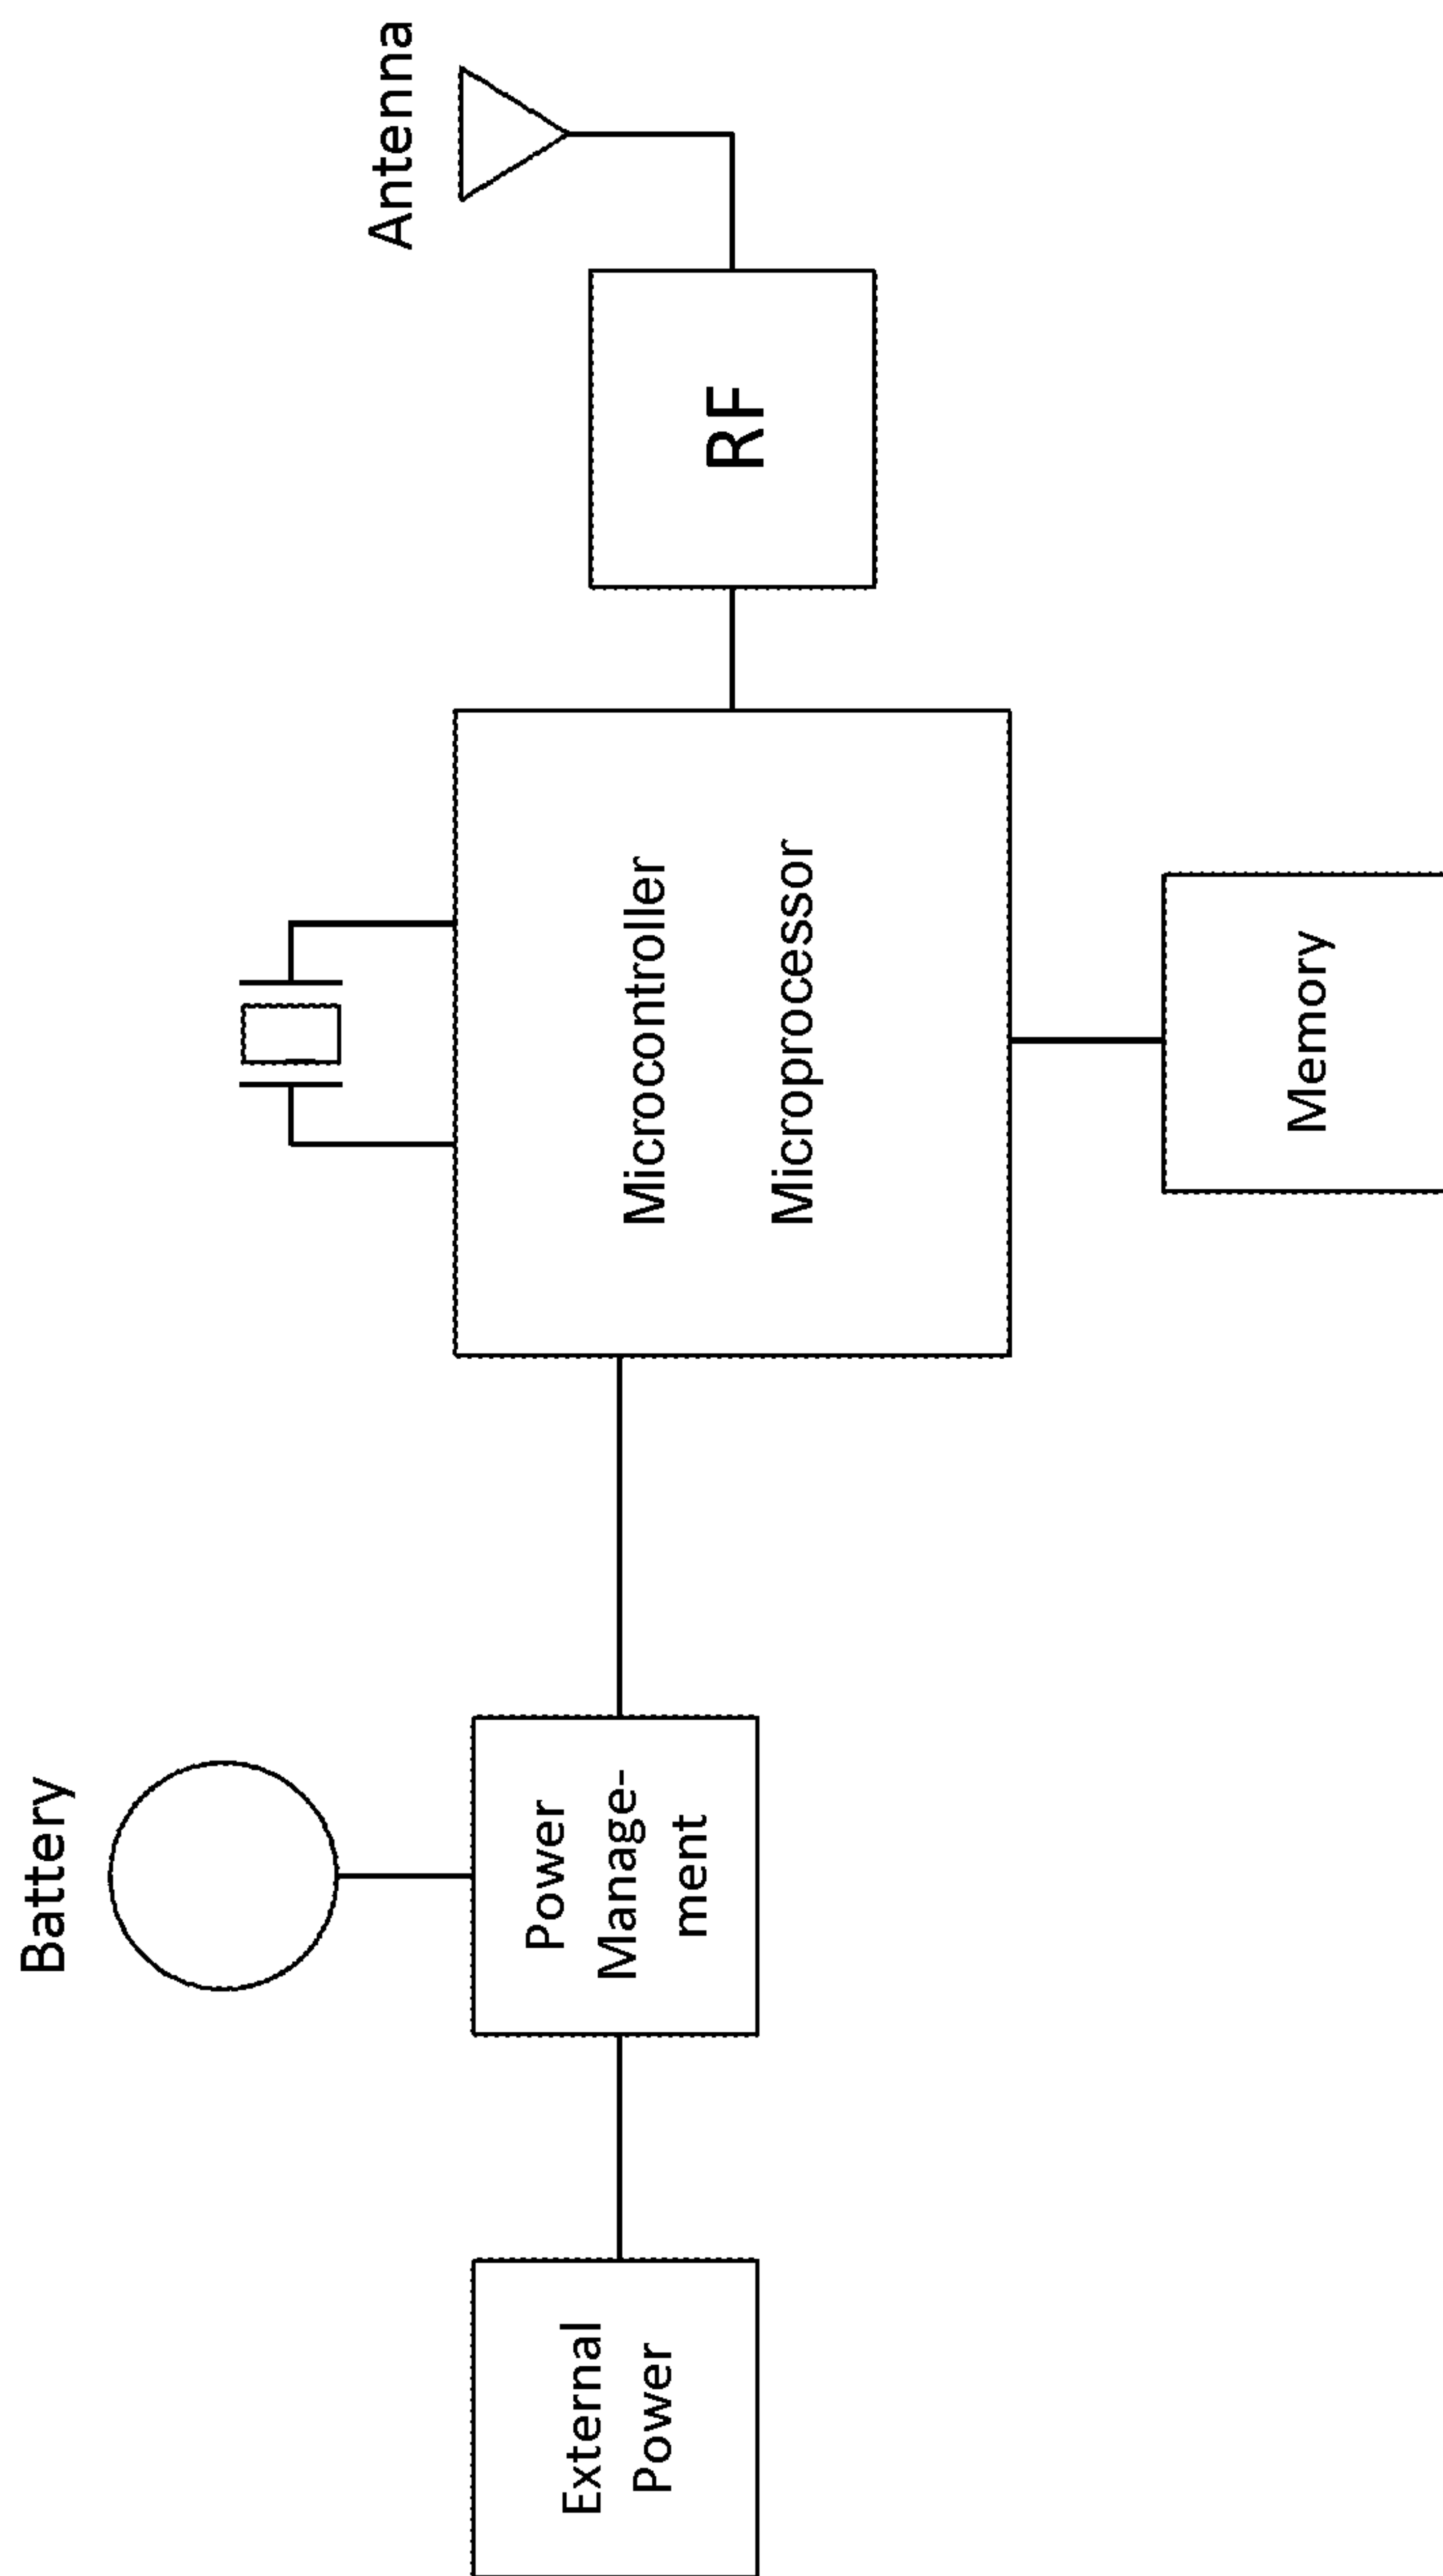 Battery
Antenna
External
Power
Power
Manage-
ment
Microcontroller
Microprocessor
RF
Memory